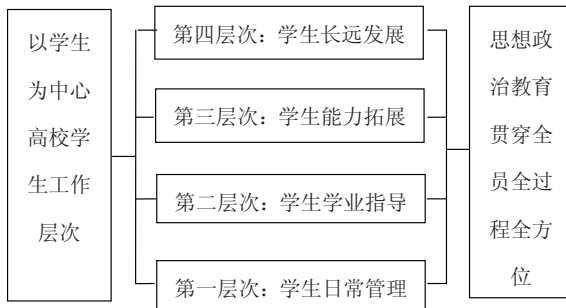 以学生
为中心
高校学
生工作
层次
第四层次：学生长远发展
第三层次：学生能力拓展
第二层次：学生学业指导
第一层次：学生日常管理
思想政
治教育
贯穿全
员全过
程全方
位